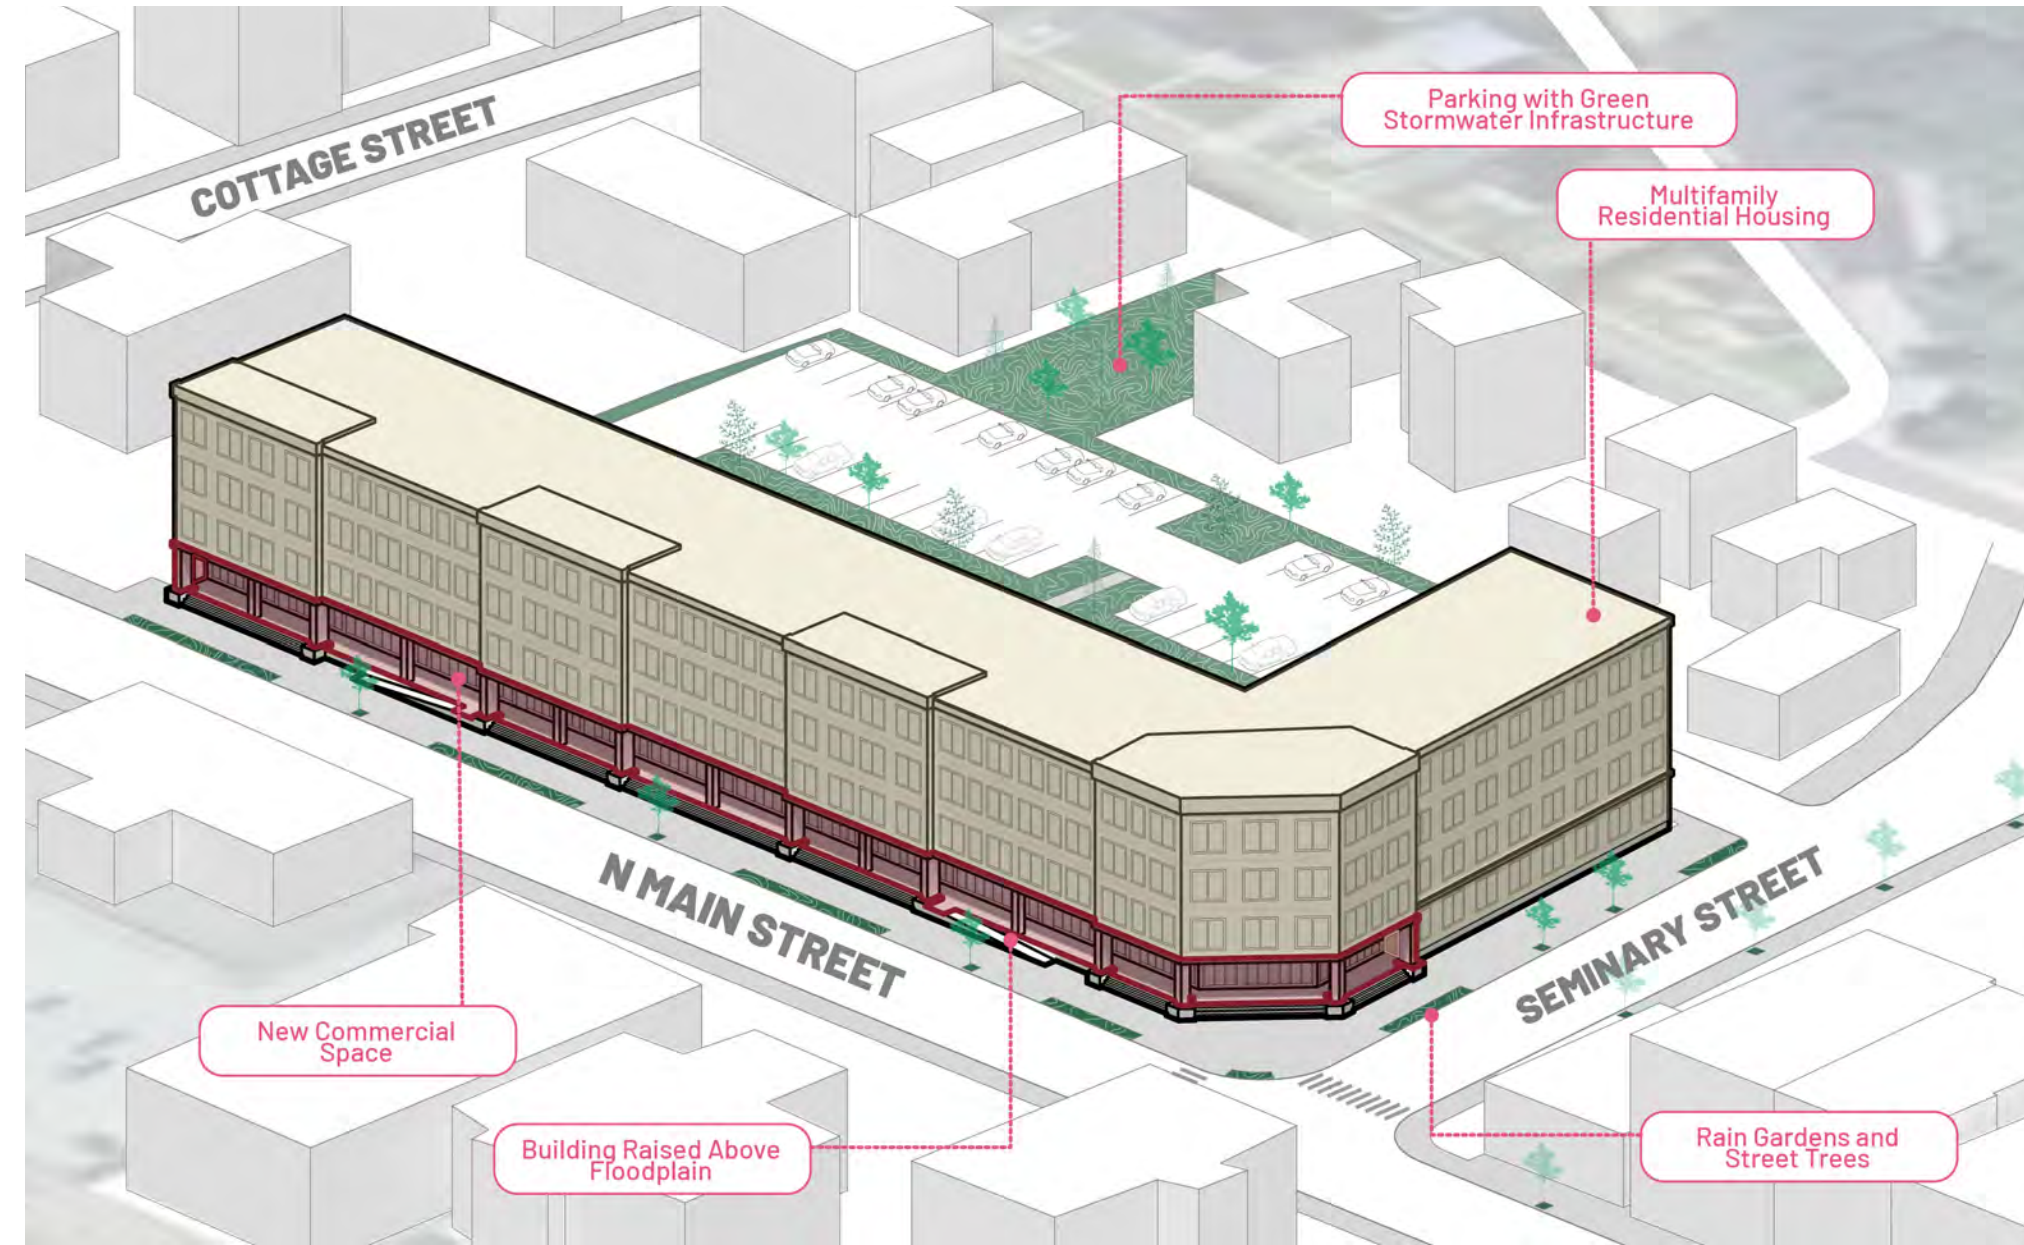 COTTAGE STREET
Parking with Green
Stormwater Infrastructure
Multifamily
Residential Housing
N MAIN STREET
SEMINARY STREET
New Commercial
Space
Building Raised Above
Floodplain
Rain Gardens and
Street Trees